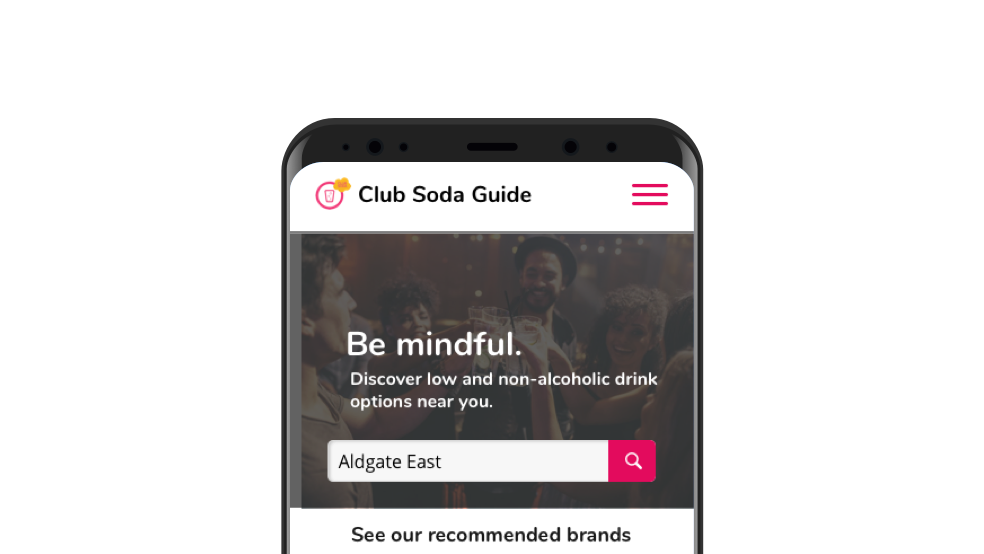 Club Soda Guide
Be mindful.
Discover low and non-alcoholic drink
options near you.
Aldgate East
See our recommended brands